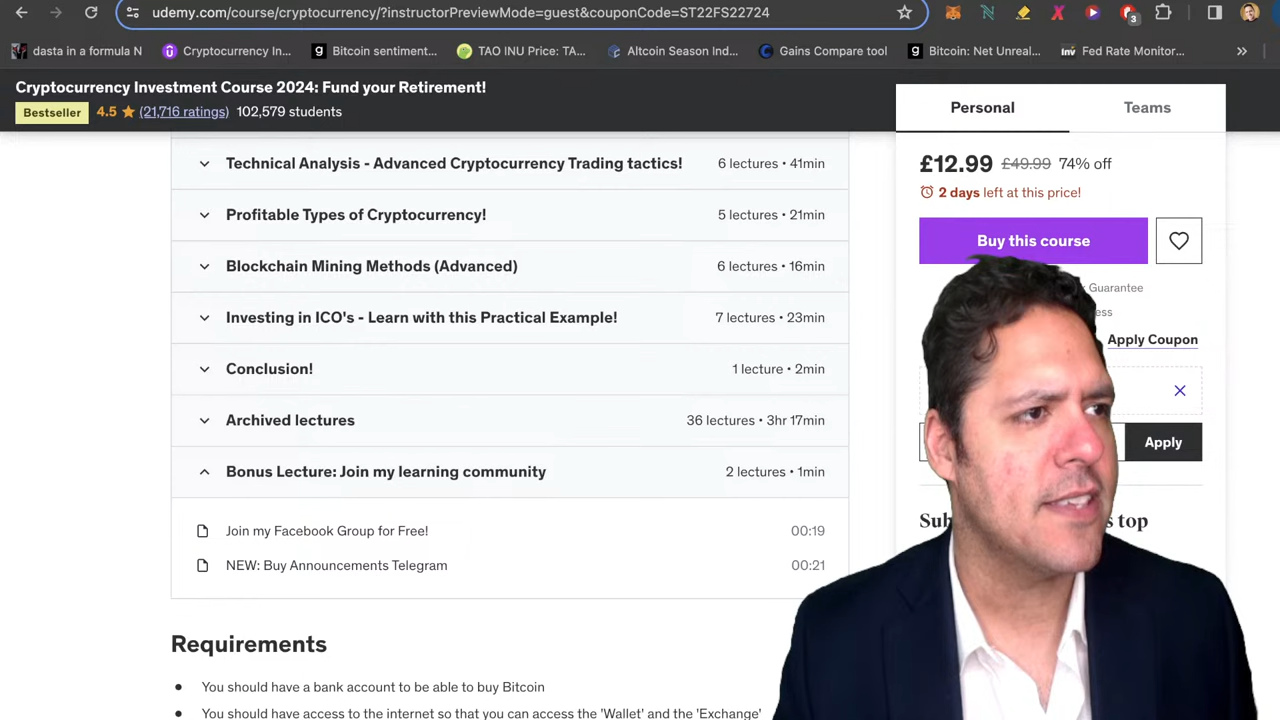 udemy.com/course/cryptocurrency/?instructorPreviewMode=guest&couponCode=ST22FS22724
3
dasta in a formula N
Cryptocurrency In...
Bitcoin sentiment...
TAO INU Price: TA...
Altcoin Season Ind...
Gains Compare tool
Bitcoin: Net Unreal...
Inv
Fed Rate Monitor...
Cryptocurrency Investment Course 2024: Fund your Retirement!
Bestseller 4.5 (21,716 ratings) 102,579 students
Personal Teams
Technical Analysis - Advanced Cryptocurrency Trading tactics! 6 lectures • 41min
Profitable Types of Cryptocurrency! 5 lectures • 21min
Blockchain Mining Methods (Advanced) 6 lectures • 16min
Investing in ICO's - Learn with this Practical Example! 7 lectures • 23min
Conclusion! 1 lecture • 2min
Archived lectures 36 lectures • 3hr 17min
Bonus Lecture: Join my learning community 2 lectures • 1min
Join my Facebook Group for Free! 00:19
NEW: Buy Announcements Telegram 00:21
Requirements
• You should have a bank account to be able to buy Bitcoin
• You should have access to the internet so that you can access the 'Wallet' and the 'Exchange'
£12.99 £49.99 74% off
2 days left at this price!
Buy this course
Guarantee
Apply Coupon
Apply
top